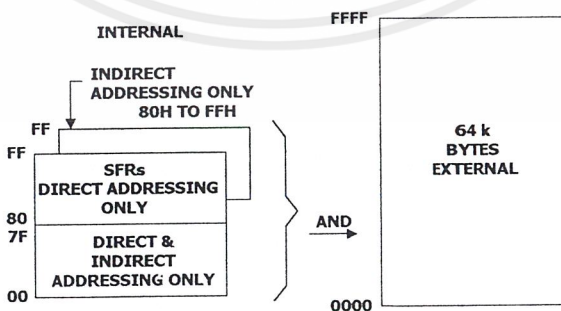 INTERNAL
INDIRECT
ADDRESSING ONLY
80H TO FFH
FF
FF
SFRs
DIRECT ADDRESSING
ONLY
80
7F
DIRECT &
INDIRECT
ADDRESSING ONLY
00
AND
FFFF
64 k
BYTES
EXTERNAL
0000